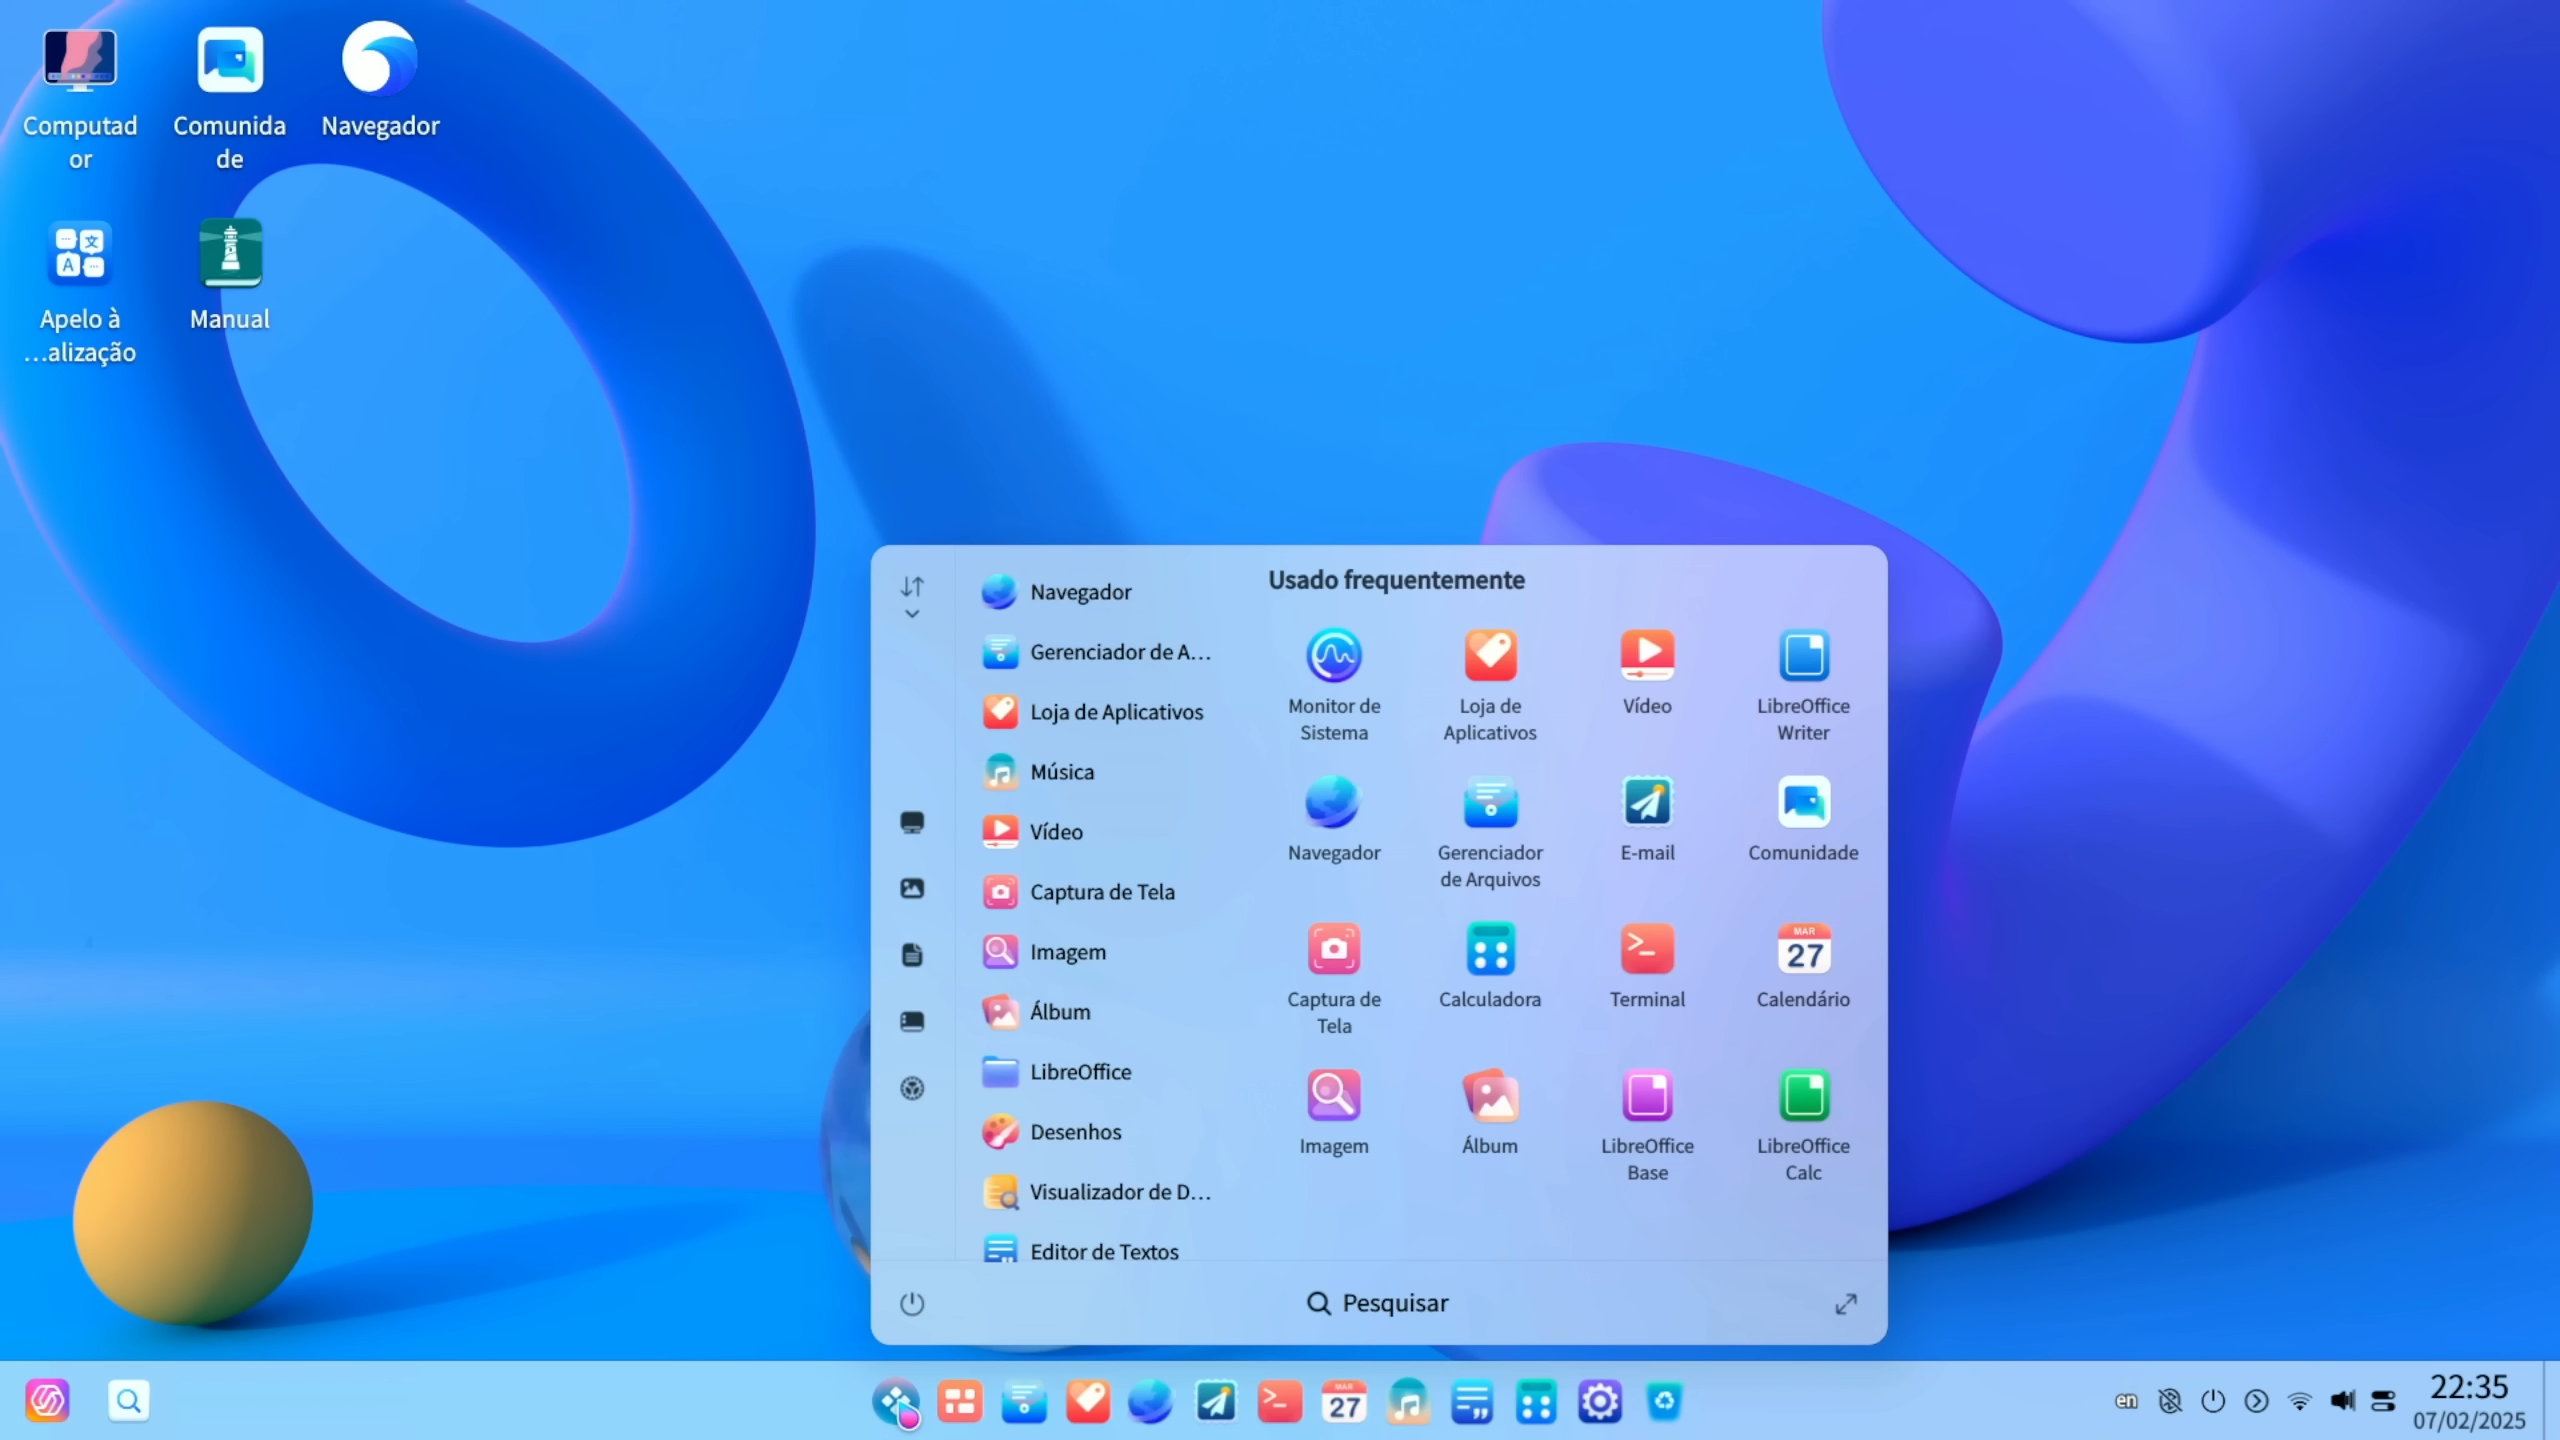 Computad
or
Comunida
de
Navegador
Apelo à
...alização
Manual
Navegador
Gerenciador de A...
Loja de Aplicativos
Música
Vídeo
Captura de Tela
Imagem
Álbum
LibreOffice
Desenhos
Visualizador de D...
Editor de Textos
Usado frequentemente
Monitor de
Sistema
Loja de
Aplicativos
Vídeo
LibreOffice
Writer
Navegador
Gerenciador
de Arquivos
E-mail
Comunidade
Captura de
Tela
Calculadora
Terminal
MAR
27
Calendário
Imagem
Álbum
LibreOffice
Base
LibreOffice
Calc
Pesquisar
MAR
27
en
22:35
07/02/2025